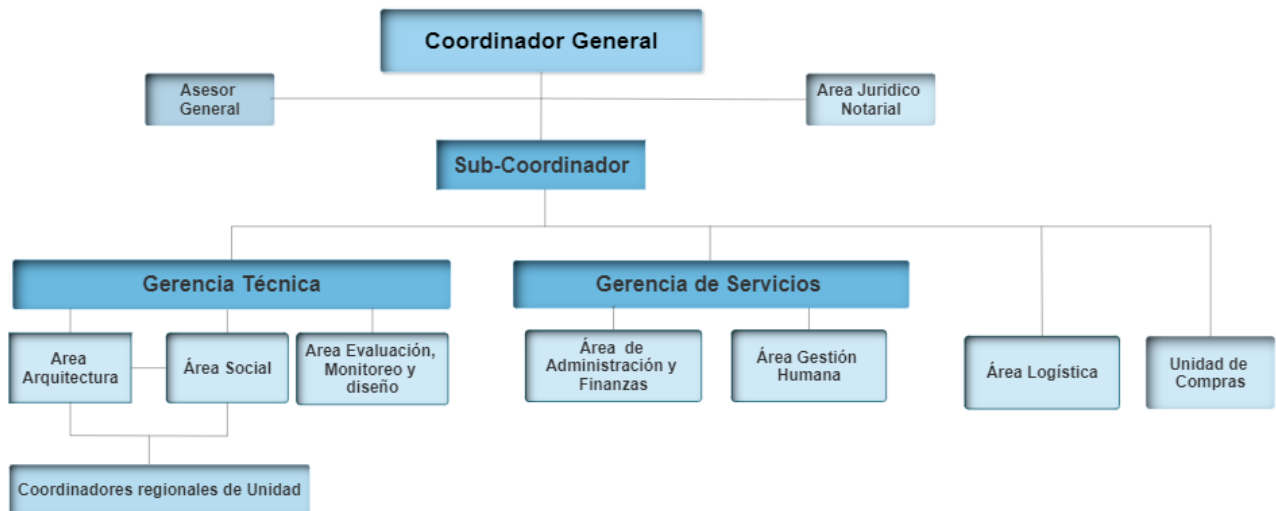 Coordinador General
Asesor
General
Area Juridico
Notarial
Sub-Coordinador
Gerencia Técnica
Gerencia de Servicios
Area
Arquitectura
Área Social
Area Evaluación,
Monitoreo y
diseño
Área  de
Administración y
Finanzas
Área Gestión
Humana
Área Logística
Unidad de
Compras
Coordinadores regionales de Unidad